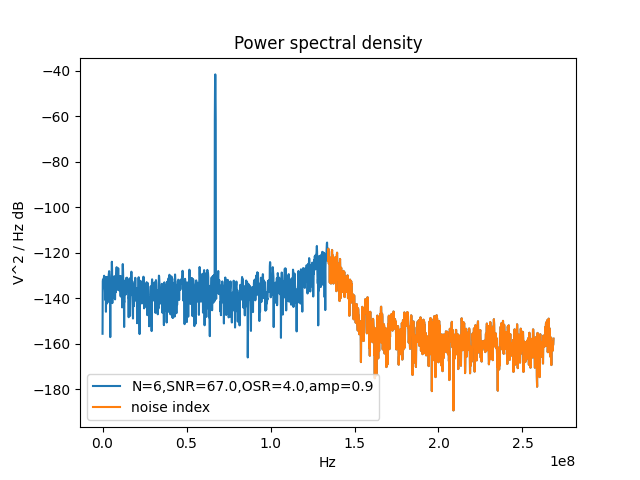 Power spectral density
V^2 / Hz dB
−40
−60
−80
−100
−120
−140
−160
−180
N=6,SNR=67.0,OSR=4.0,amp=0.9
noise index
0.0 0.5 1.0 1.5 2.0 2.5
1e8
Hz